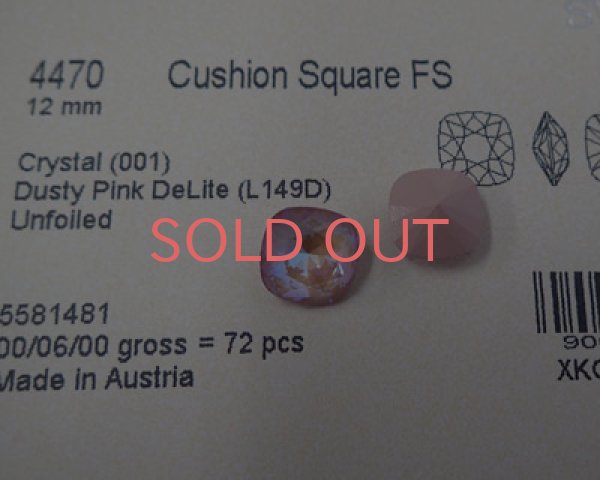 4470 Cushion Square FS
12 mm
Crystal (001)
Dusty Pink DeLite (L149D)
Unfoiled
SOLD OUT
5581481
00/06/00 gross = 72 pcs
Made in Austria
90
XK